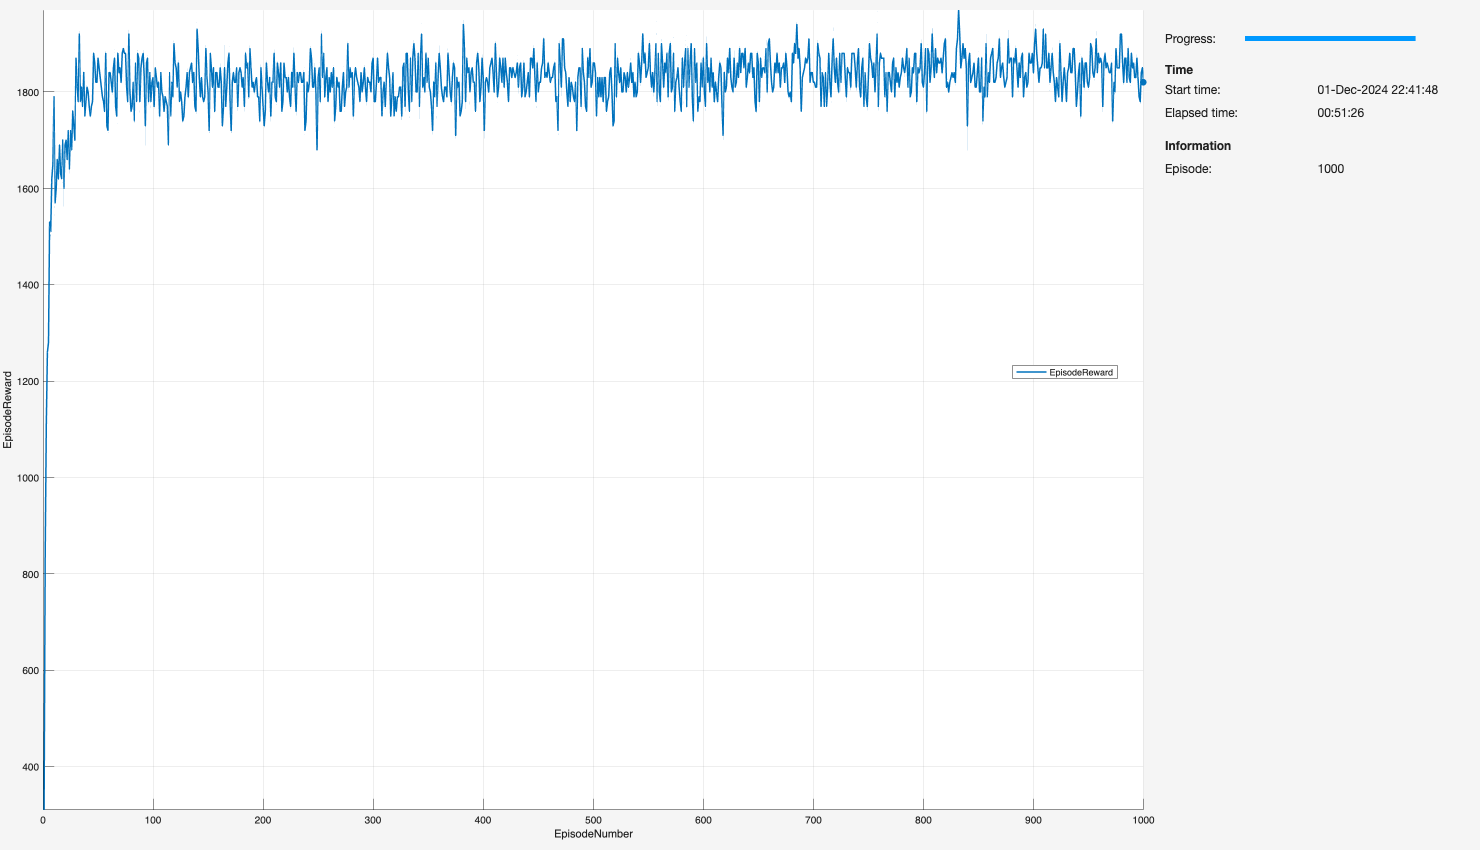 Progress:
Time
Start time: 01-Dec-2024 22:41:48
Elapsed time: 00:51:26
Information
Episode: 1000
1800
1600
1400
1200
1000
800
600
400
EpisodeReward
EpisodeReward
0 100 200 300 400 500 600 700 800 900 1000
EpisodeNumber